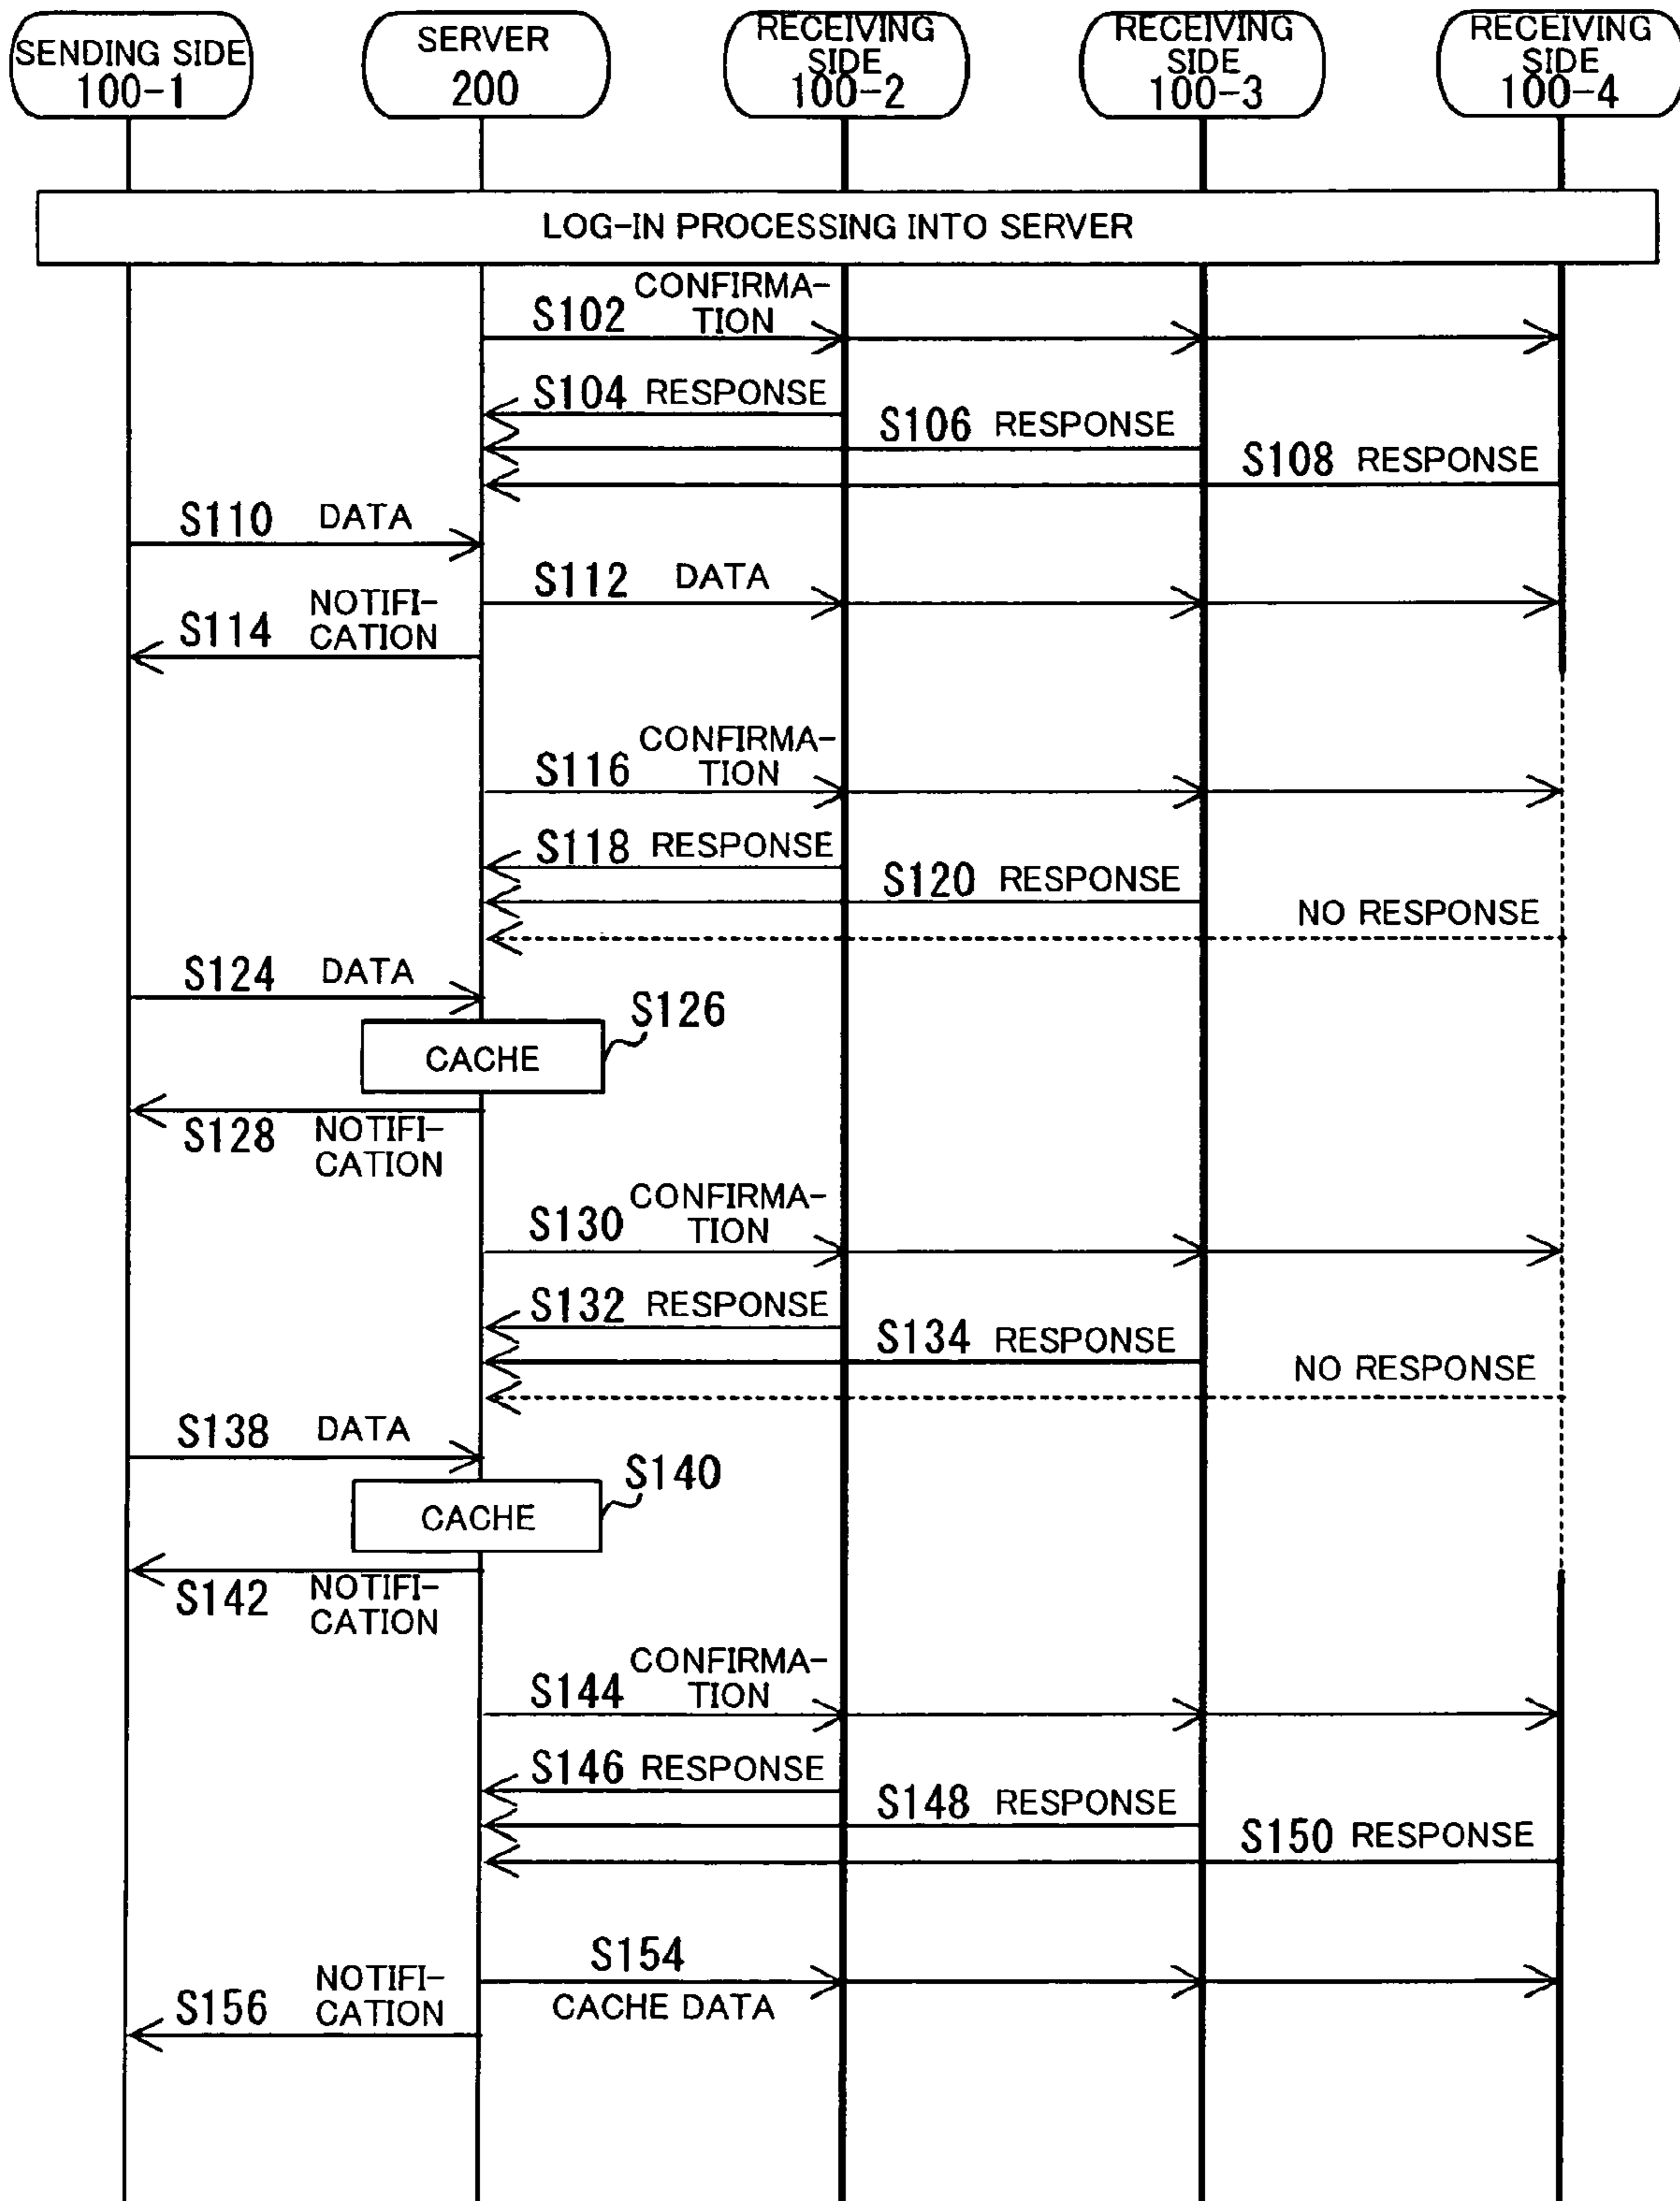 SENDING SIDE
100-1
SERVER
200
RECEIVING
SIDE
100-2
RECEIVING
SIDE
100-3
RECEIVING
SIDE
100-4
LOG-IN PROCESSING INTO SERVER
S102 CONFIRMA-
TION
S104 RESPONSE
S106 RESPONSE
S108 RESPONSE
S110 DATA
S112 DATA
S114 NOTIFI-
CATION
S116 CONFIRMA-
TION
S118 RESPONSE
S120 RESPONSE
NO RESPONSE
S124 DATA
S126
CACHE
S128 NOTIFI-
CATION
S130 CONFIRMA-
TION
S132 RESPONSE
S134 RESPONSE
NO RESPONSE
S138 DATA
S140
CACHE
S142 NOTIFI-
CATION
S144 CONFIRMA-
TION
S146 RESPONSE
S148 RESPONSE
S150 RESPONSE
S154
CACHE DATA
S156 NOTIFI-
CATION